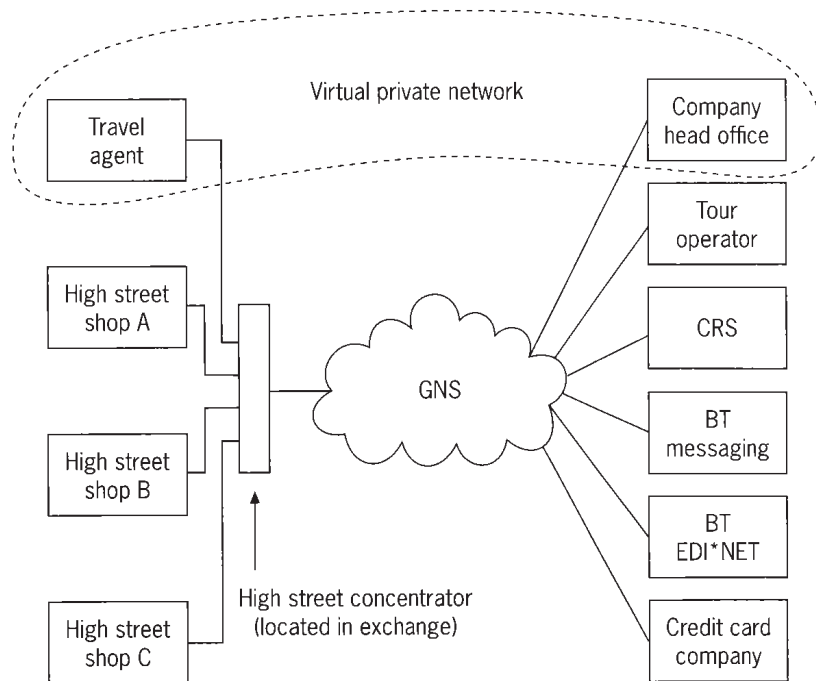 Virtual private network
Travel
agent
High street
shop A
High street
shop B
High street
shop C
High street concentrator
(located in exchange)
GNS
Company
head office
Tour
operator
CRS
BT
messaging
BT
EDI*NET
Credit card
company